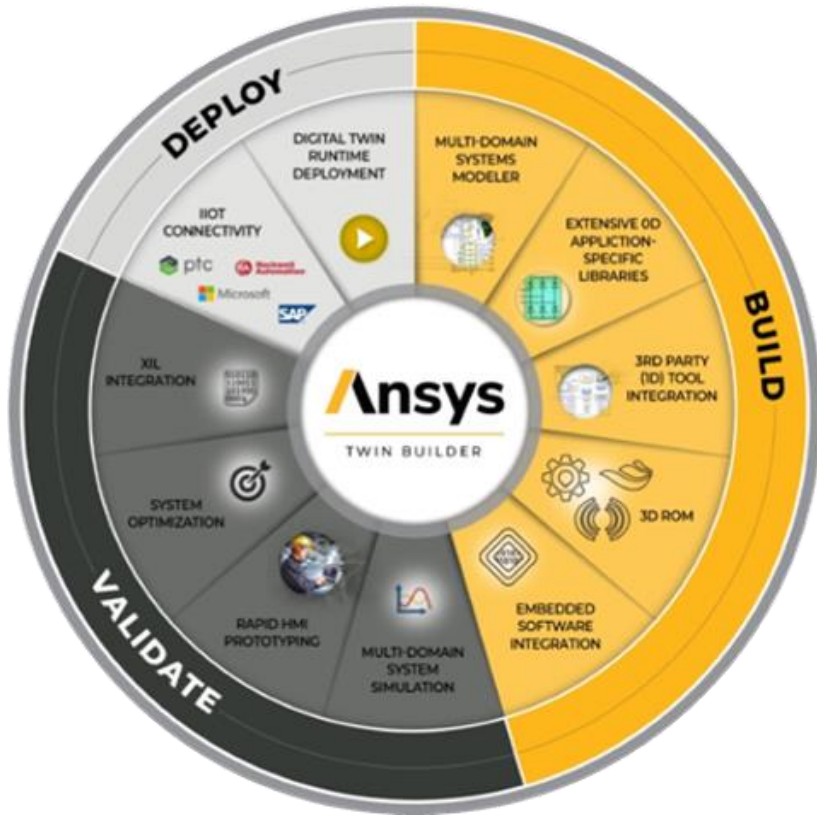 DEPLOY
DIGITAL TWIN
RUNTIME
DEPLOYMENT
IIOT
CONNECTIVITY
ptc
Rockwell
Automation
Microsoft
SAP
BUILD
MULTI-DOMAIN
SYSTEMS
MODELER
EXTENSIVE 0D
APPLICTION-
SPECIFIC
LIBRARIES
3RD PARTY
(1D) TOOL
INTEGRATION
3D ROM
EMBEDDED
SOFTWARE
INTEGRATION
VALIDATE
MULTI-DOMAIN
SYSTEM
SIMULATION
RAPID HMI
PROTOTYPING
SYSTEM
OPTIMIZATION
XIL
INTEGRATION
Ansys
TWIN BUILDER